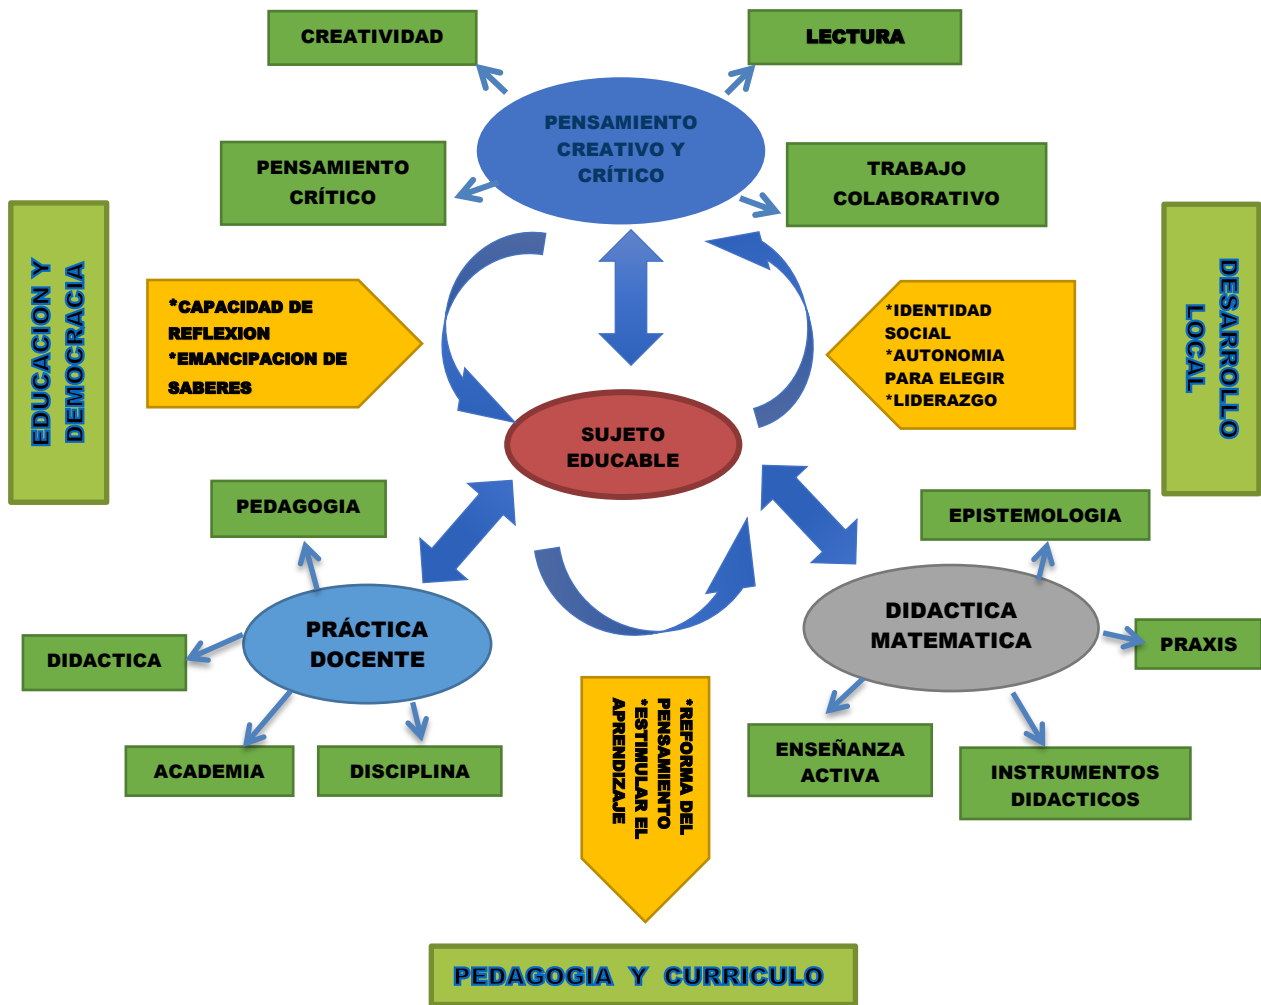 CREATIVIDAD
LECTURA
PENSAMIENTO
CREATIVO Y
CRÍTICO
PENSAMIENTO
CRÍTICO
TRABAJO
COLABORATIVO
EDUCACION Y
DEMOCRACIA
DESARROLLO
LOCAL
*CAPACIDAD DE
REFLEXION
*EMANCIPACION DE
SABERES
*IDENTIDAD
SOCIAL
*AUTONOMIA
PARA ELEGIR
*LIDERAZGO
SUJETO
EDUCABLE
PEDAGOGIA
EPISTEMOLOGIA
PRÁCTICA
DOCENTE
DIDACTICA
MATEMATICA
DIDACTICA
PRAXIS
ACADEMIA
DISCIPLINA
*REFORMA DEL
PENSAMIENTO
*ESTIMULAR EL
APRENDIZAJE
ENSEÑANZA
ACTIVA
INSTRUMENTOS
DIDACTICOS
PEDAGOGIA Y CURRICULO